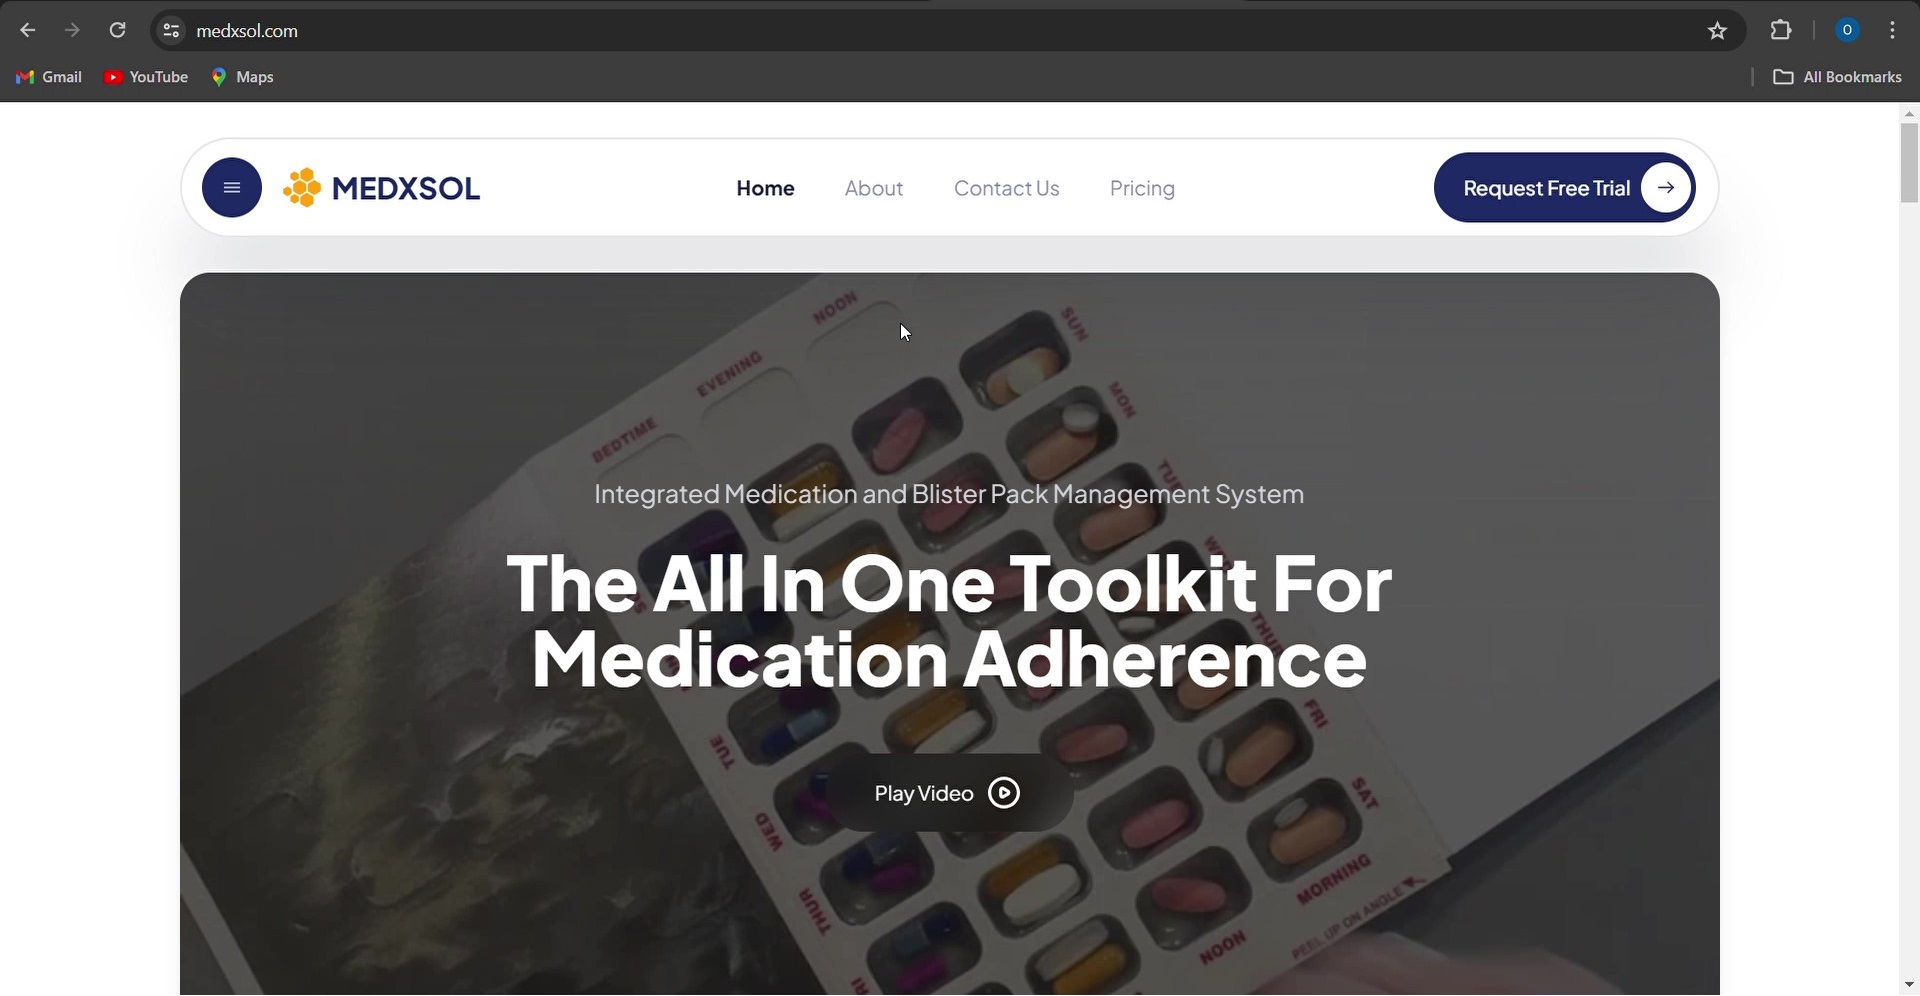 medxsol.com
O
Gmail
YouTube
Maps
All Bookmarks
MEDXSOL
Home
About
Contact Us
Pricing
Request Free Trial
NOON
SUN
EVENING
MON
BEDTIME
Integrated Medication and Blister Pack Management System
The All In One Toolkit For
Medication Adherence
THUR
FRI
TUE
SAT
Play Video
WED
MORNING
THUR
NOON
PEEL UP ON ANGLE